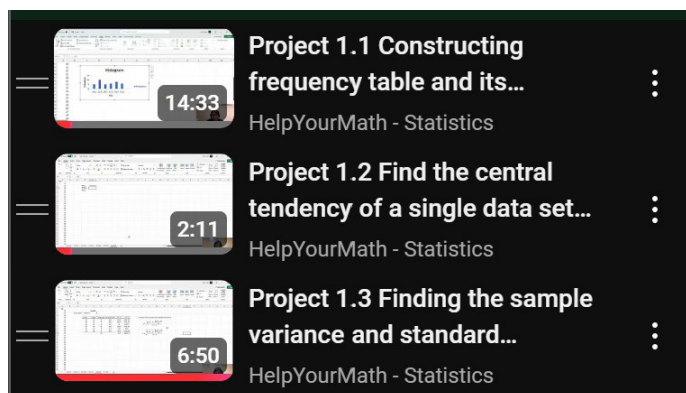 Histogram
14:33
Project 1.1 Constructing
frequency table and its...
HelpYourMath - Statistics
2:11
Project 1.2 Find the central
tendency of a single data set...
HelpYourMath - Statistics
6:50
Project 1.3 Finding the sample
variance and standard...
HelpYourMath - Statistics